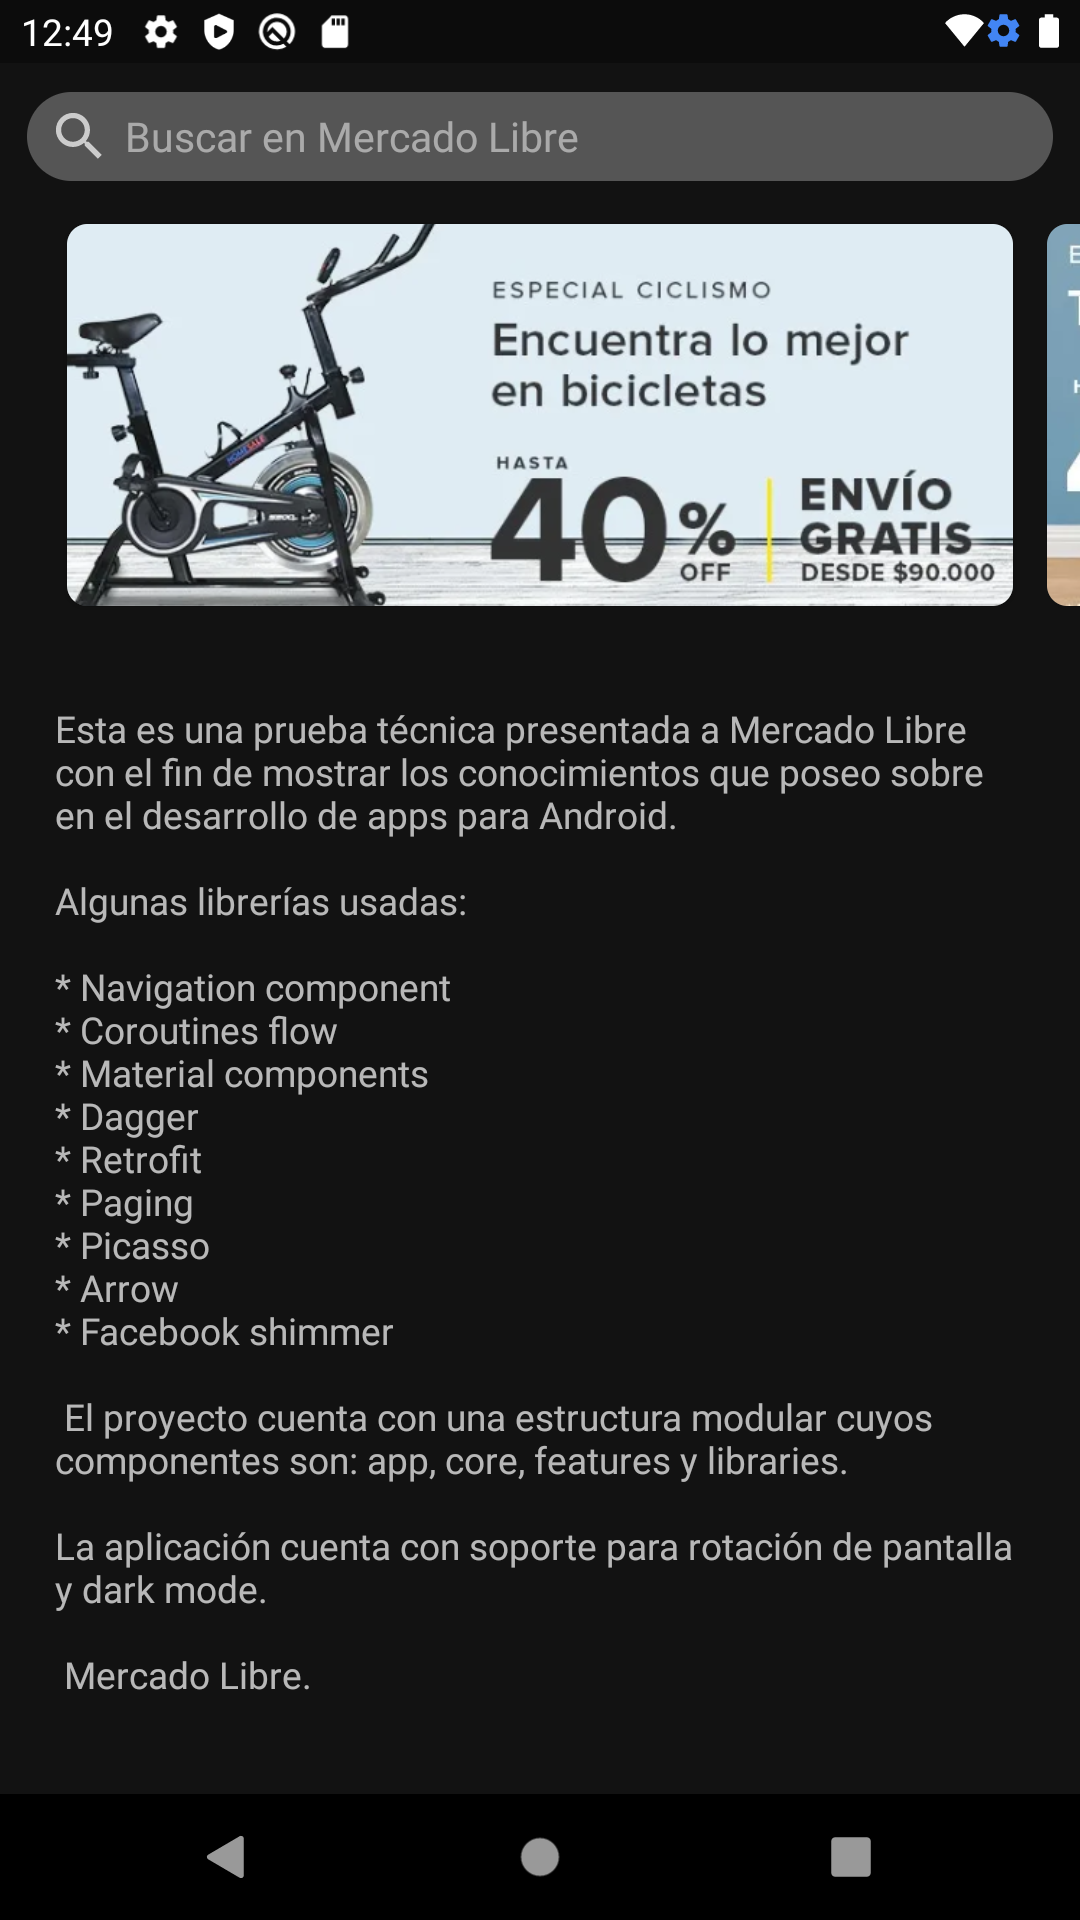 12:49
Buscar en Mercado Libre
ESPECIAL CICLISMO
Encuentra lo mejor
en bicicletas
HASTA
40% OFF
ENVÍO
GRATIS
DESDE $90.000
Esta es una prueba técnica presentada a Mercado Libre
con el fin de mostrar los conocimientos que poseo sobre
en el desarrollo de apps para Android.
Algunas librerías usadas:
* Navigation component
* Coroutines flow
* Material components
* Dagger
* Retrofit
* Paging
* Picasso
* Arrow
* Facebook shimmer
El proyecto cuenta con una estructura modular cuyos
componentes son: app, core, features y libraries.
La aplicación cuenta con soporte para rotación de pantalla
y dark mode.
Mercado Libre.